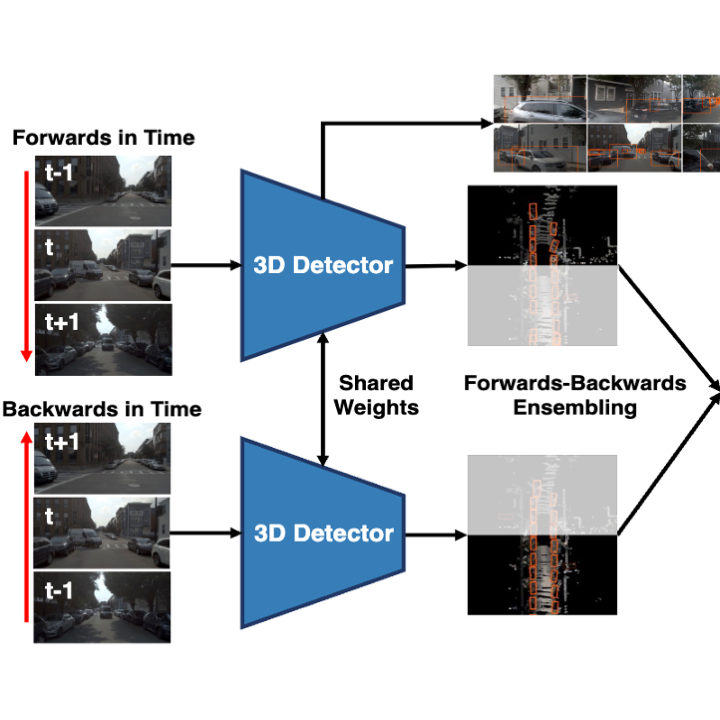 Forwards in Time
t-1
t
t+1
3D Detector
Shared
Weights
Forwards-Backwards
Ensembling
Backwards in Time
t+1
t
t-1
3D Detector